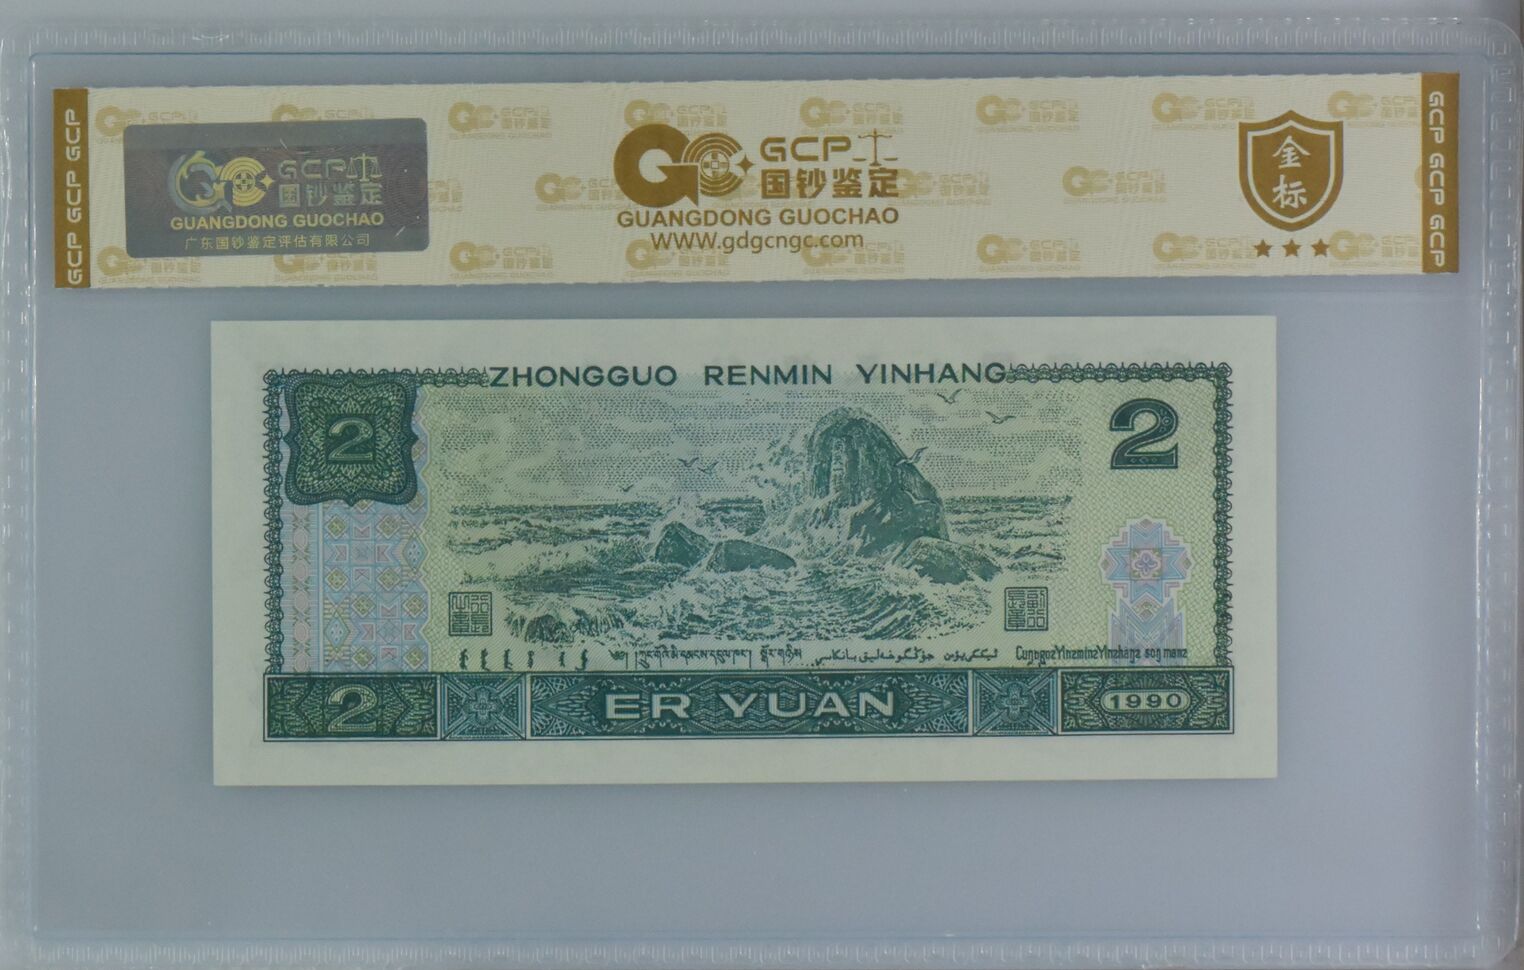 GCP GCP GCP
GCP
国钞鉴定
GUANGDONG GUOCHAO
广东国钞鉴定评估有限公司
GCP
国钞鉴定
GUANGDONG GUOCHAO
WWW.gdgcngc.com
金
标
GCP GCP GCP
ZHONGGUO RENMIN YINHANG
2
2
Cunghgoz Yinzminz Yinzhangz song maenz
2
ER YUAN
1990